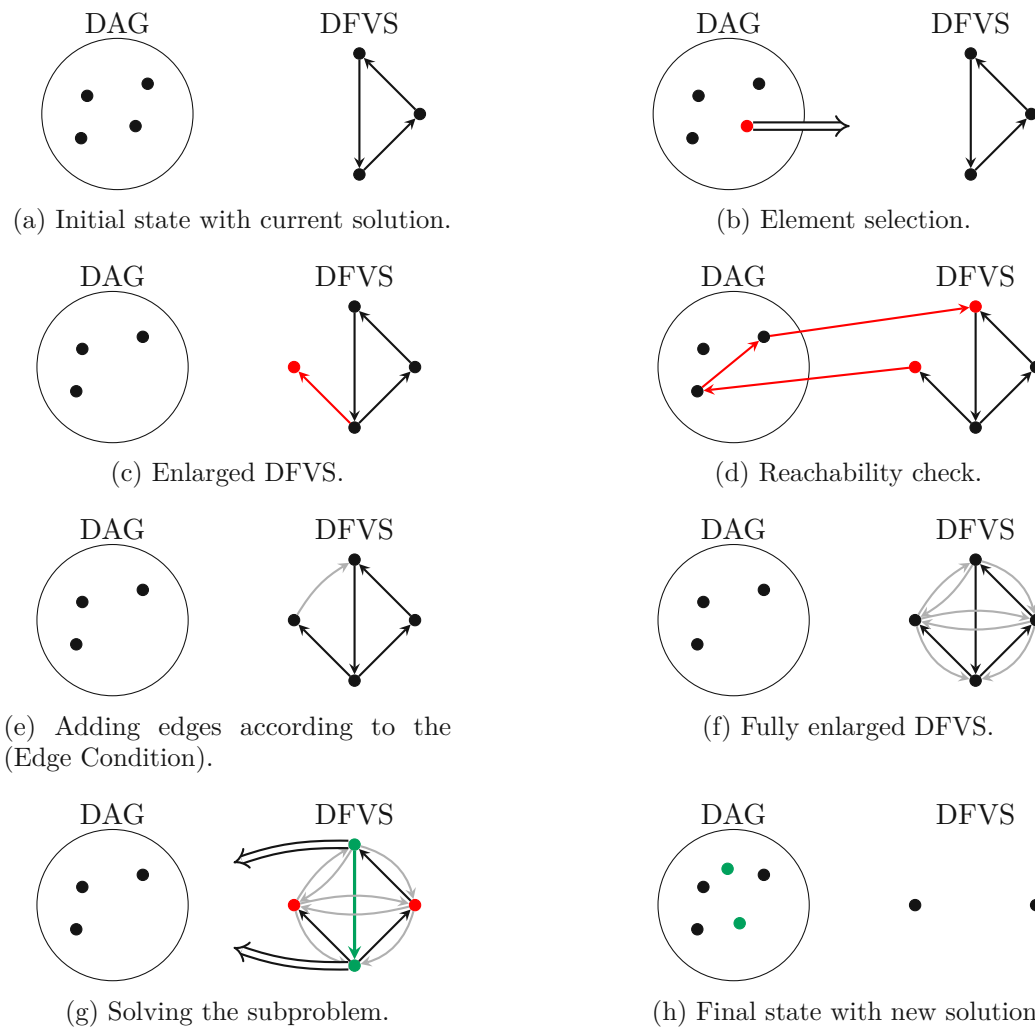 DAG DFVS
DAG DFVS
(a) Initial state with current solution.
(b) Element selection.
DAG DFVS
DAG DFVS
(c) Enlarged DFVS.
(d) Reachability check.
DAG DFVS
DAG DFVS
(e) Adding edges according to the
(Edge Condition).
(f) Fully enlarged DFVS.
DAG DFVS
DAG DFVS
(g) Solving the subproblem.
(h) Final state with new solution